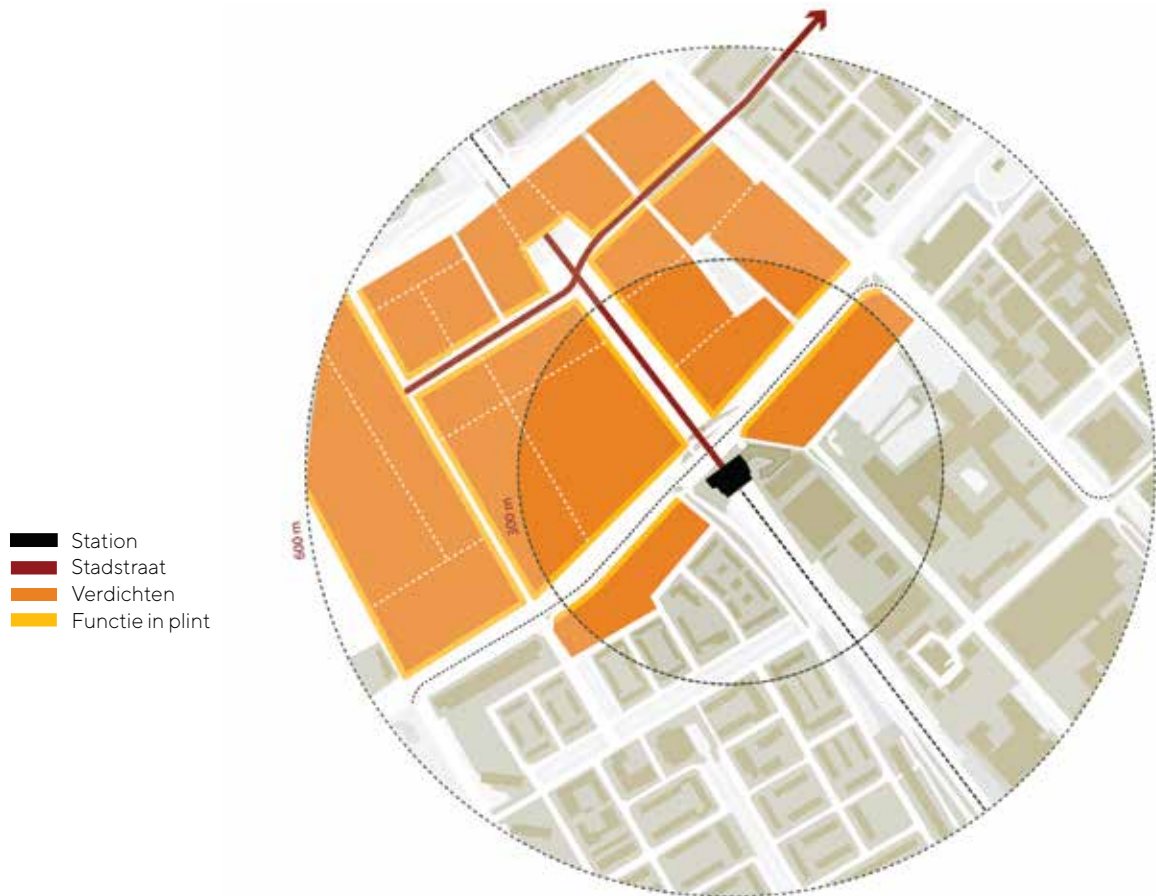 600 m
300 m
Station
Stadstraat
Verdichten
Functie in plint